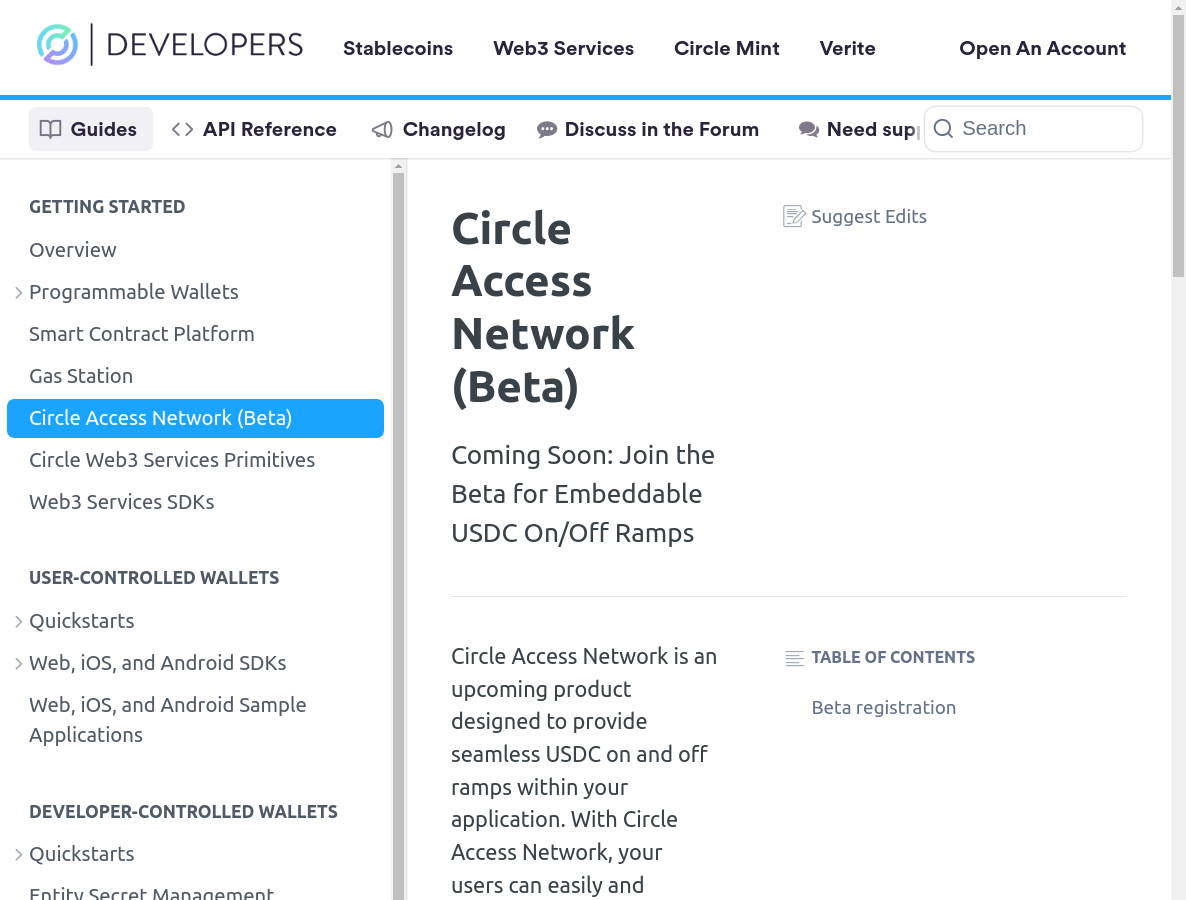 DEVELOPERS
Stablecoins
Web3 Services
Circle Mint
Verite
Open An Account
Guides
API Reference
Changelog
Discuss in the Forum
Need sup
Search
GETTING STARTED
Overview
Programmable Wallets
Smart Contract Platform
Gas Station
Circle Access Network (Beta)
Circle Web3 Services Primitives
Web3 Services SDKs
USER-CONTROLLED WALLETS
Quickstarts
Web, iOS, and Android SDKs
Web, iOS, and Android Sample
Applications
DEVELOPER-CONTROLLED WALLETS
Quickstarts
Entity Secret Management
Circle
Access
Network
(Beta)
Suggest Edits
Coming Soon: Join the
Beta for Embeddable
USDC On/Off Ramps
Circle Access Network is an
upcoming product
designed to provide
seamless USDC on and off
ramps within your
application. With Circle
Access Network, your
users can easily and
TABLE OF CONTENTS
Beta registration